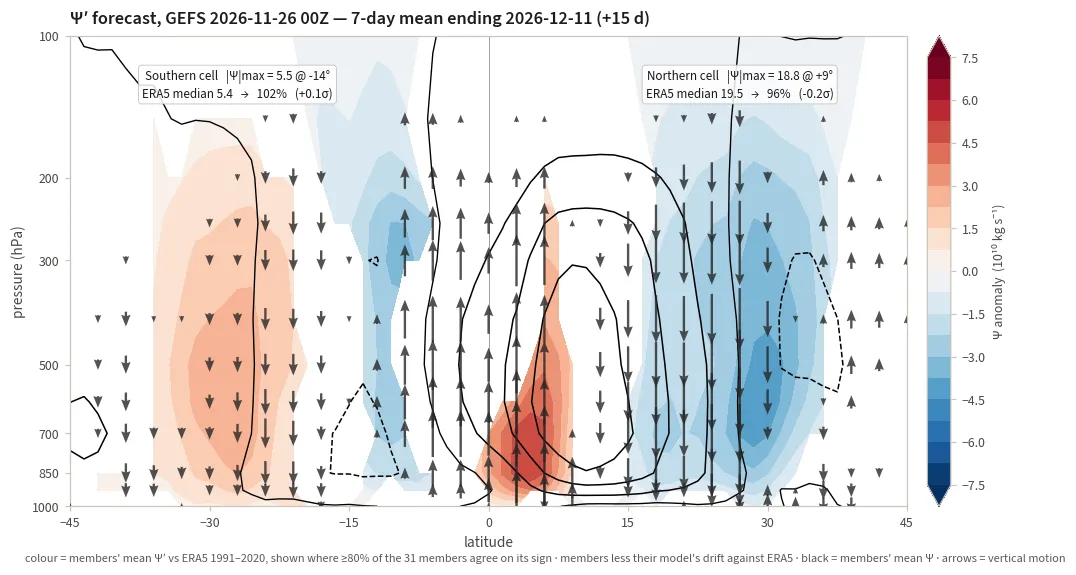 Ψ′ forecast, GEFS 2026-11-26 00Z — 7-day mean ending 2026-12-11 (+15 d)
Southern cell |Ψ|max = 5.5 @ -14°
ERA5 median 5.4 → 102% (+0.1σ)
Northern cell |Ψ|max = 18.8 @ +9°
ERA5 median 19.5 → 96% (-0.2σ)
100
200
300
400
500
700
850
1000
pressure (hPa)
−45
−30
−15
0
15
30
45
latitude
7.5
6.0
4.5
3.0
1.5
0.0
−1.5
−3.0
−4.5
−6.0
−7.5
Ψ anomaly (10¹⁰ kg s⁻¹)
colour = members' mean Ψ′ vs ERA5 1991–2020, shown where ≥80% of the 31 members agree on its sign · members less their model's drift against ERA5 · black = members' mean Ψ · arrows = vertical motion